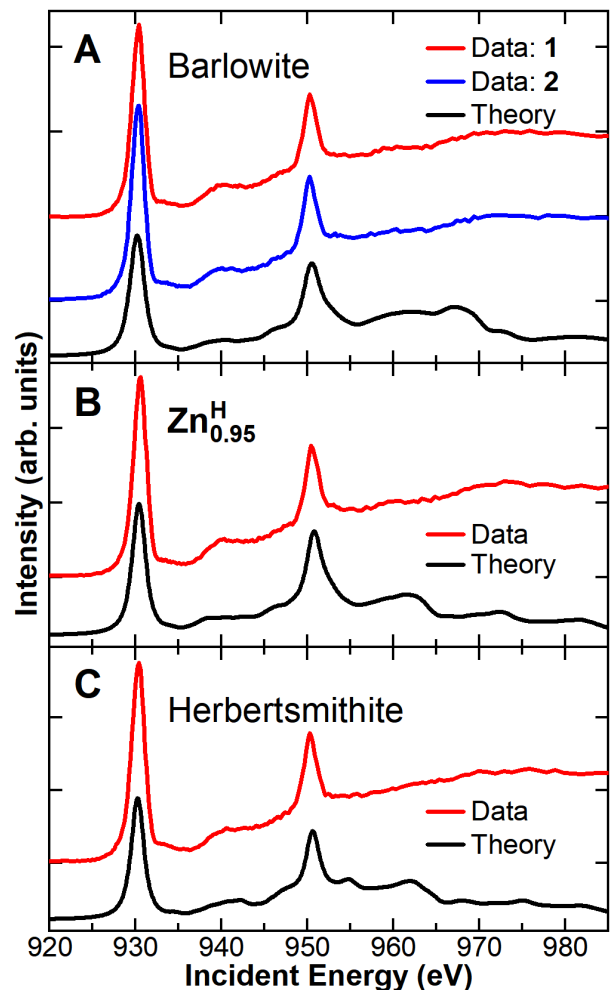 A
Barlowite
Data: 1
Data: 2
Theory
B
Zn^H_0.95
Data
Theory
C
Herbertsmithite
Data
Theory
Intensity (arb. units)
920 930 940 950 960 970 980
Incident Energy (eV)